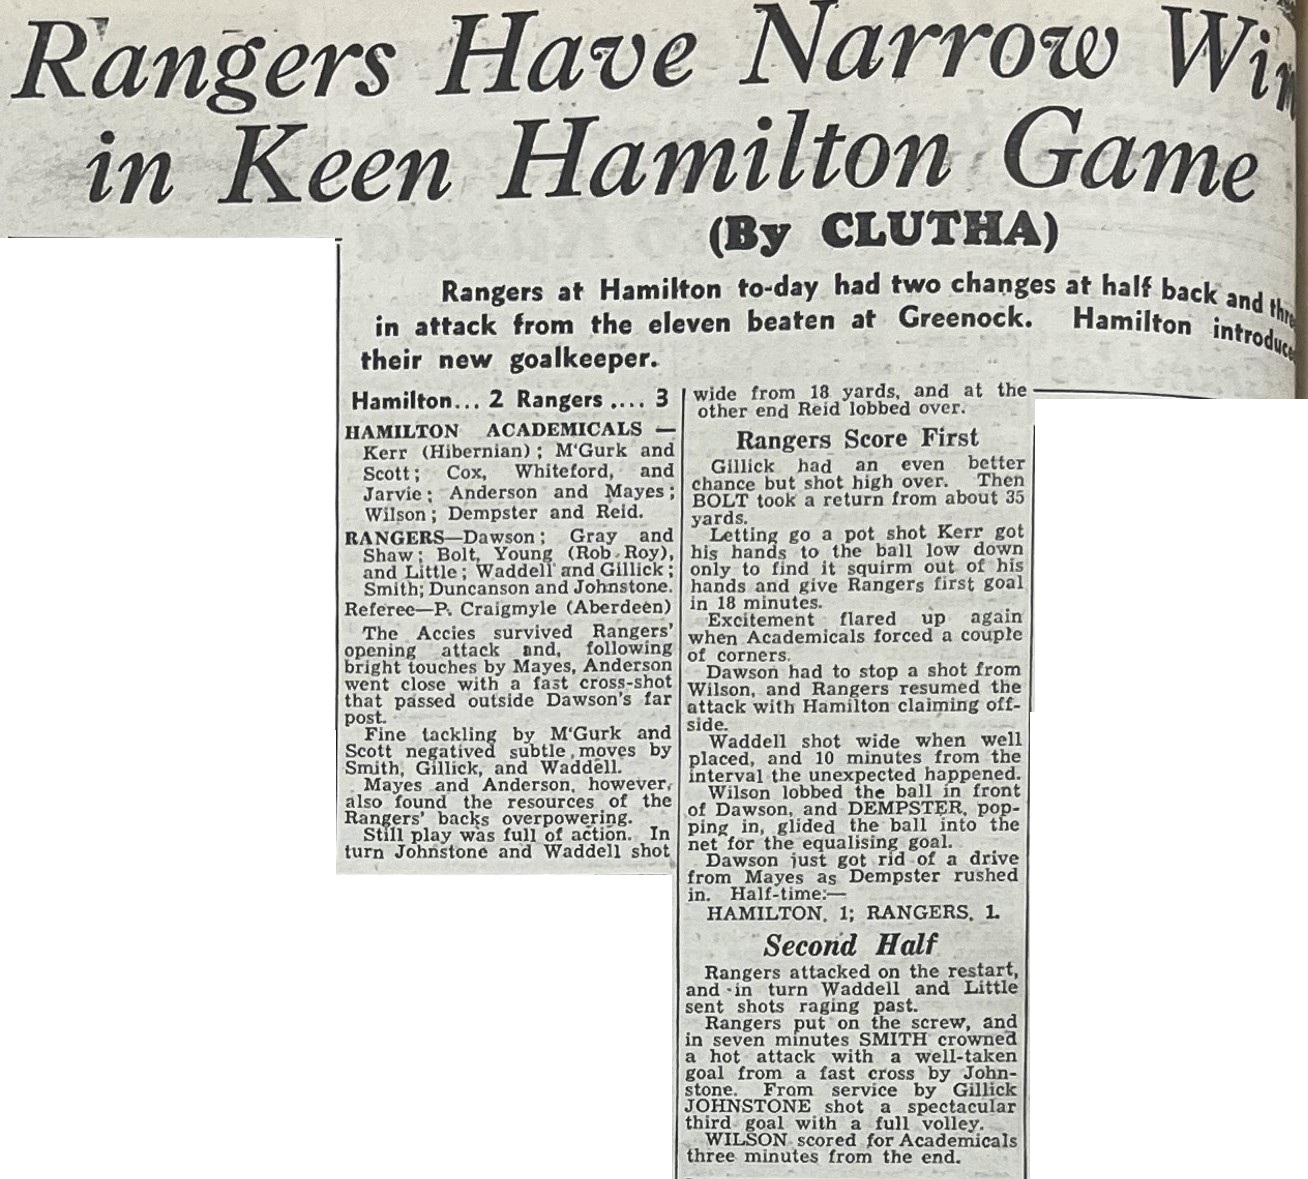 Rangers Have Narrow Win
in Keen Hamilton Game
(By CLUTHA)
Rangers at Hamilton to-day had two changes at half back and three
in attack from the eleven beaten at Greenock. Hamilton introduce
their new goalkeeper.
Hamilton... 2 Rangers .... 3
HAMILTON ACADEMICALS —
Kerr (Hibernian); M'Gurk and
Scott; Cox, Whiteford, and
Jarvie; Anderson and Mayes;
Wilson; Dempster and Reid.
RANGERS—Dawson; Gray and
Shaw; Bolt, Young (Rob Roy),
and Little; Waddell and Gillick;
Smith; Duncanson and Johnstone.
Referee—P. Craigmyle (Aberdeen)
The Accies survived Rangers'
opening attack and, following
bright touches by Mayes, Anderson
went close with a fast cross-shot
that passed outside Dawson's far
post.
Fine tackling by M'Gurk and
Scott negatived subtle moves by
Smith, Gillick, and Waddell.
Mayes and Anderson, however,
also found the resources of the
Rangers' backs overpowering.
Still play was full of action. In
turn Johnstone and Waddell shot
wide from 18 yards, and at the
other end Reid lobbed over.
Rangers Score First
Gillick had an even better
chance but shot high over. Then
BOLT took a return from about 35
yards.
Letting go a pot shot Kerr got
his hands to the ball low down
only to find it squirm out of his
hands and give Rangers first goal
in 18 minutes.
Excitement flared up again
when Academicals forced a couple
of corners.
Dawson had to stop a shot from
Wilson, and Rangers resumed the
attack with Hamilton claiming off-
side.
Waddell shot wide when well
placed, and 10 minutes from the
interval the unexpected happened.
Wilson lobbed the ball in front
of Dawson, and DEMPSTER, pop-
ping in, glided the ball into the
net for the equalising goal.
Dawson just got rid of a drive
from Mayes as Dempster rushed
in. Half-time:—
HAMILTON, 1; RANGERS, 1.
Second Half
Rangers attacked on the restart,
and in turn Waddell and Little
sent shots raging past.
Rangers put on the screw, and
in seven minutes SMITH crowned
a hot attack with a well-taken
goal from a fast cross by John-
stone. From service by Gillick
JOHNSTONE shot a spectacular
third goal with a full volley.
WILSON scored for Academicals
three minutes from the end.